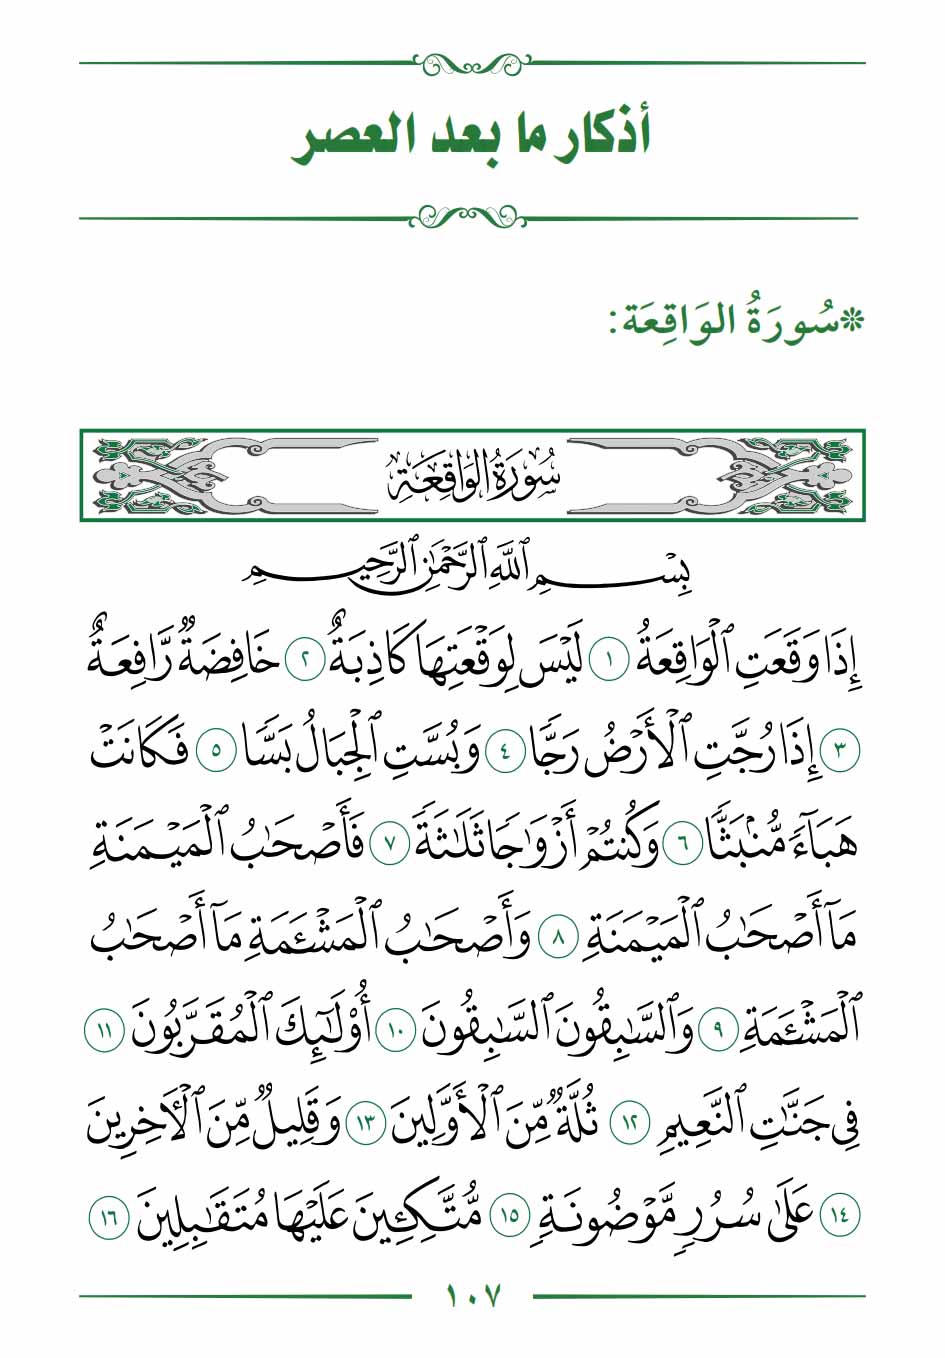 أذكار ما بعد العصر
❊سُورَةُ الوَاقِعَة:
سُورَةُ الوَاقِعَةِ
بِسْمِ ٱللَّهِ ٱلرَّحْمَٰنِ ٱلرَّحِيمِ
إِذَا وَقَعَتِ ٱلْوَاقِعَةُ ١ لَيْسَ لِوَقْعَتِهَا كَاذِبَةٌ ٢ خَافِضَةٌ رَّافِعَةٌ
٣ إِذَا رُجَّتِ ٱلْأَرْضُ رَجًّا ٤ وَبُسَّتِ ٱلْجِبَالُ بَسًّا ٥ فَكَانَتْ
هَبَآءً مُّنۢبَثًّا ٦ وَكُنتُمْ أَزْوَٰجًا ثَلَٰثَةً ٧ فَأَصْحَٰبُ ٱلْمَيْمَنَةِ
مَآ أَصْحَٰبُ ٱلْمَيْمَنَةِ ٨ وَأَصْحَٰبُ ٱلْمَشْـَٔمَةِ مَآ أَصْحَٰبُ
ٱلْمَشْـَٔمَةِ ٩ وَٱلسَّٰبِقُونَ ٱلسَّٰبِقُونَ ١٠ أُو۟لَٰٓئِكَ ٱلْمُقَرَّبُونَ ١١
فِى جَنَّٰتِ ٱلنَّعِيمِ ١٢ ثُلَّةٌ مِّنَ ٱلْأَوَّلِينَ ١٣ وَقَلِيلٌ مِّنَ ٱلْـَٔاخِرِينَ
١٤ عَلَىٰ سُرُرٍ مَّوْضُونَةٍ ١٥ مُّتَّكِـِٔينَ عَلَيْهَا مُتَقَٰبِلِينَ ١٦
١٠٧